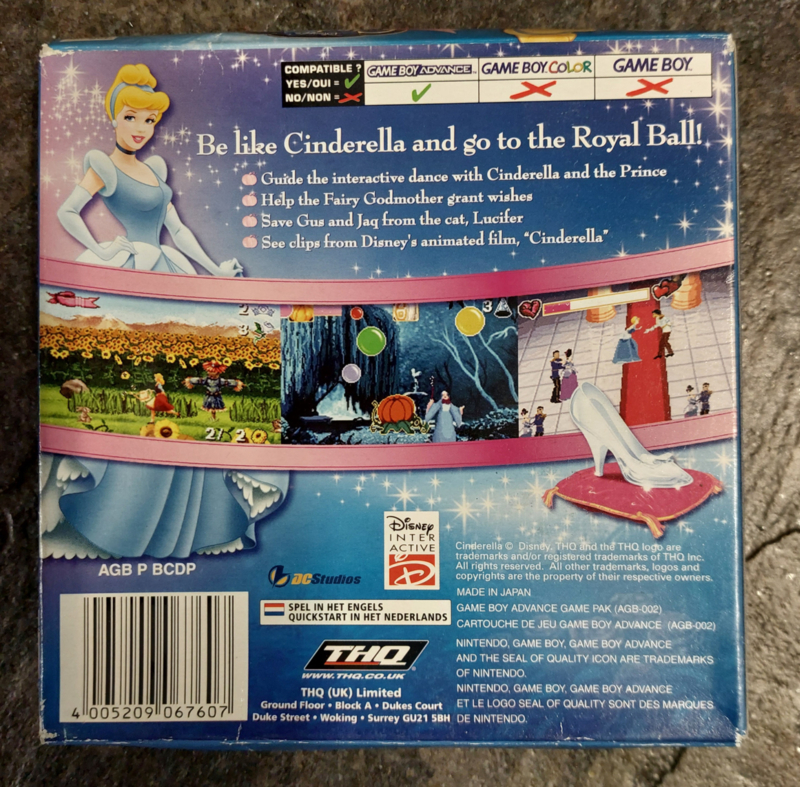 COMPATIBLE ?
YES/OUI =
NO/NON =
GAME BOY ADVANCE
GAME BOY COLOR
GAME BOY
Be like Cinderella and go to the Royal Ball!
Guide the interactive dance with Cinderella and the Prince
Help the Fairy Godmother grant wishes
Save Gus and Jaq from the cat, Lucifer
See clips from Disney's animated film, "Cinderella"
2
3
2/20
3
AGB P BCDP
DC Studios
Disney
INTER
ACTIVE
Cinderella © Disney. THQ and the THQ logo are
trademarks and/or registered trademarks of THQ Inc.
All rights reserved. All other trademarks, logos and
copyrights are the property of their respective owners.
MADE IN JAPAN
GAME BOY ADVANCE GAME PAK (AGB-002)
CARTOUCHE DE JEU GAME BOY ADVANCE (AGB-002)
NINTENDO, GAME BOY, GAME BOY ADVANCE
AND THE SEAL OF QUALITY ICON ARE TRADEMARKS
OF NINTENDO.
NINTENDO, GAME BOY, GAME BOY ADVANCE
ET LE LOGO SEAL OF QUALITY SONT DES MARQUES
DE NINTENDO.
SPEL IN HET ENGELS
QUICKSTART IN HET NEDERLANDS
THQ
WWW.THQ.CO.UK
THQ (UK) Limited
Ground Floor • Block A • Dukes Court
Duke Street • Woking • Surrey GU21 5BH
4 005209 067607